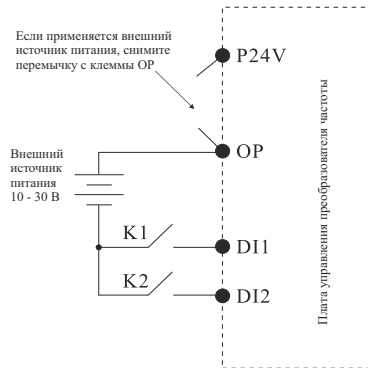 Если применяется внешний
источник питания, снимите
перемычку с клеммы ОР
P24V
OP
Внешний
источник
питания
10 - 30 В
K1
DI1
K2
DI2
Плата управления преобразователя частоты